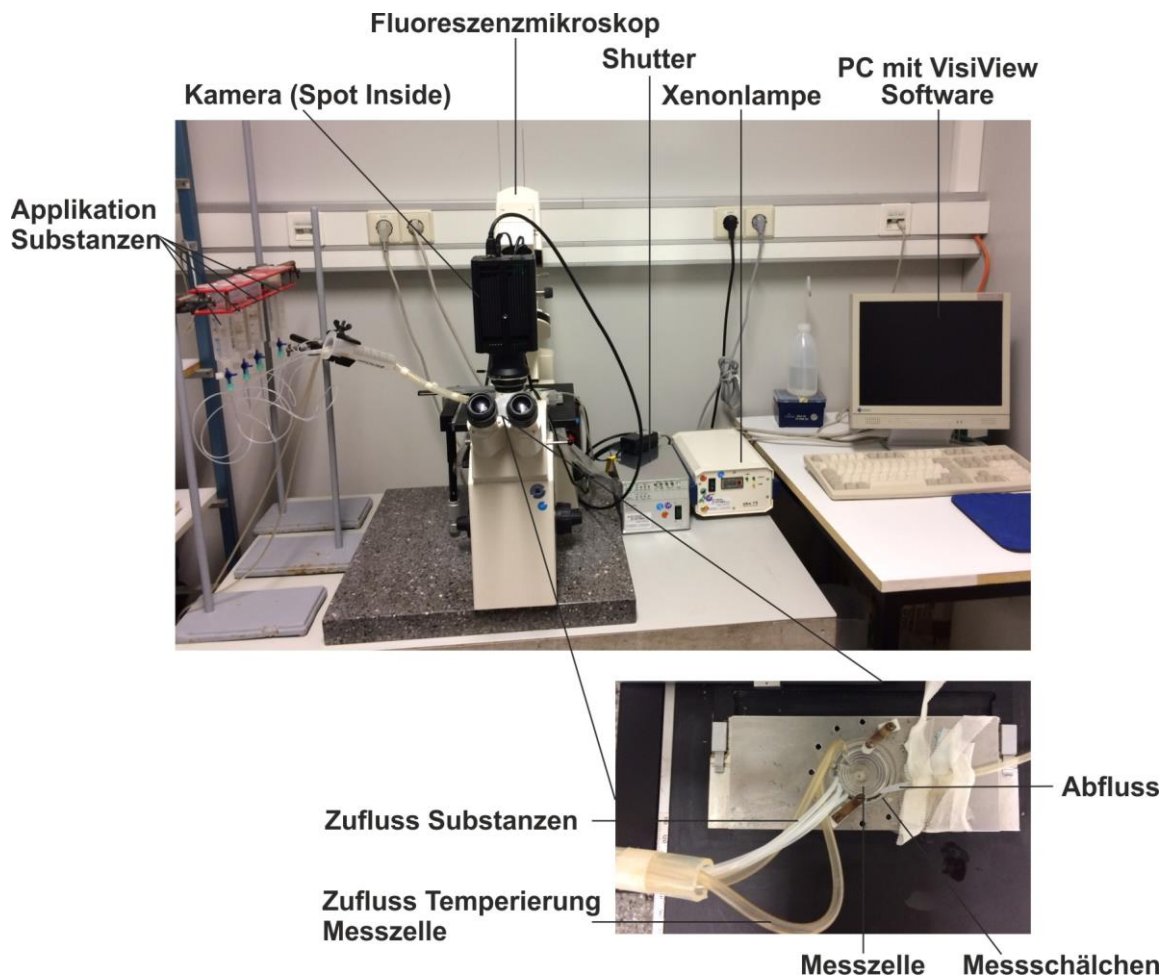 Fluoreszenzmikroskop
Shutter
PC mit VisiView
Software
Kamera (Spot Inside)
Xenonlampe
Applikation
Substanzen
Zufluss Substanzen
Abfluss
Zufluss Temperierung
Messzelle
Messzelle
Messschälchen